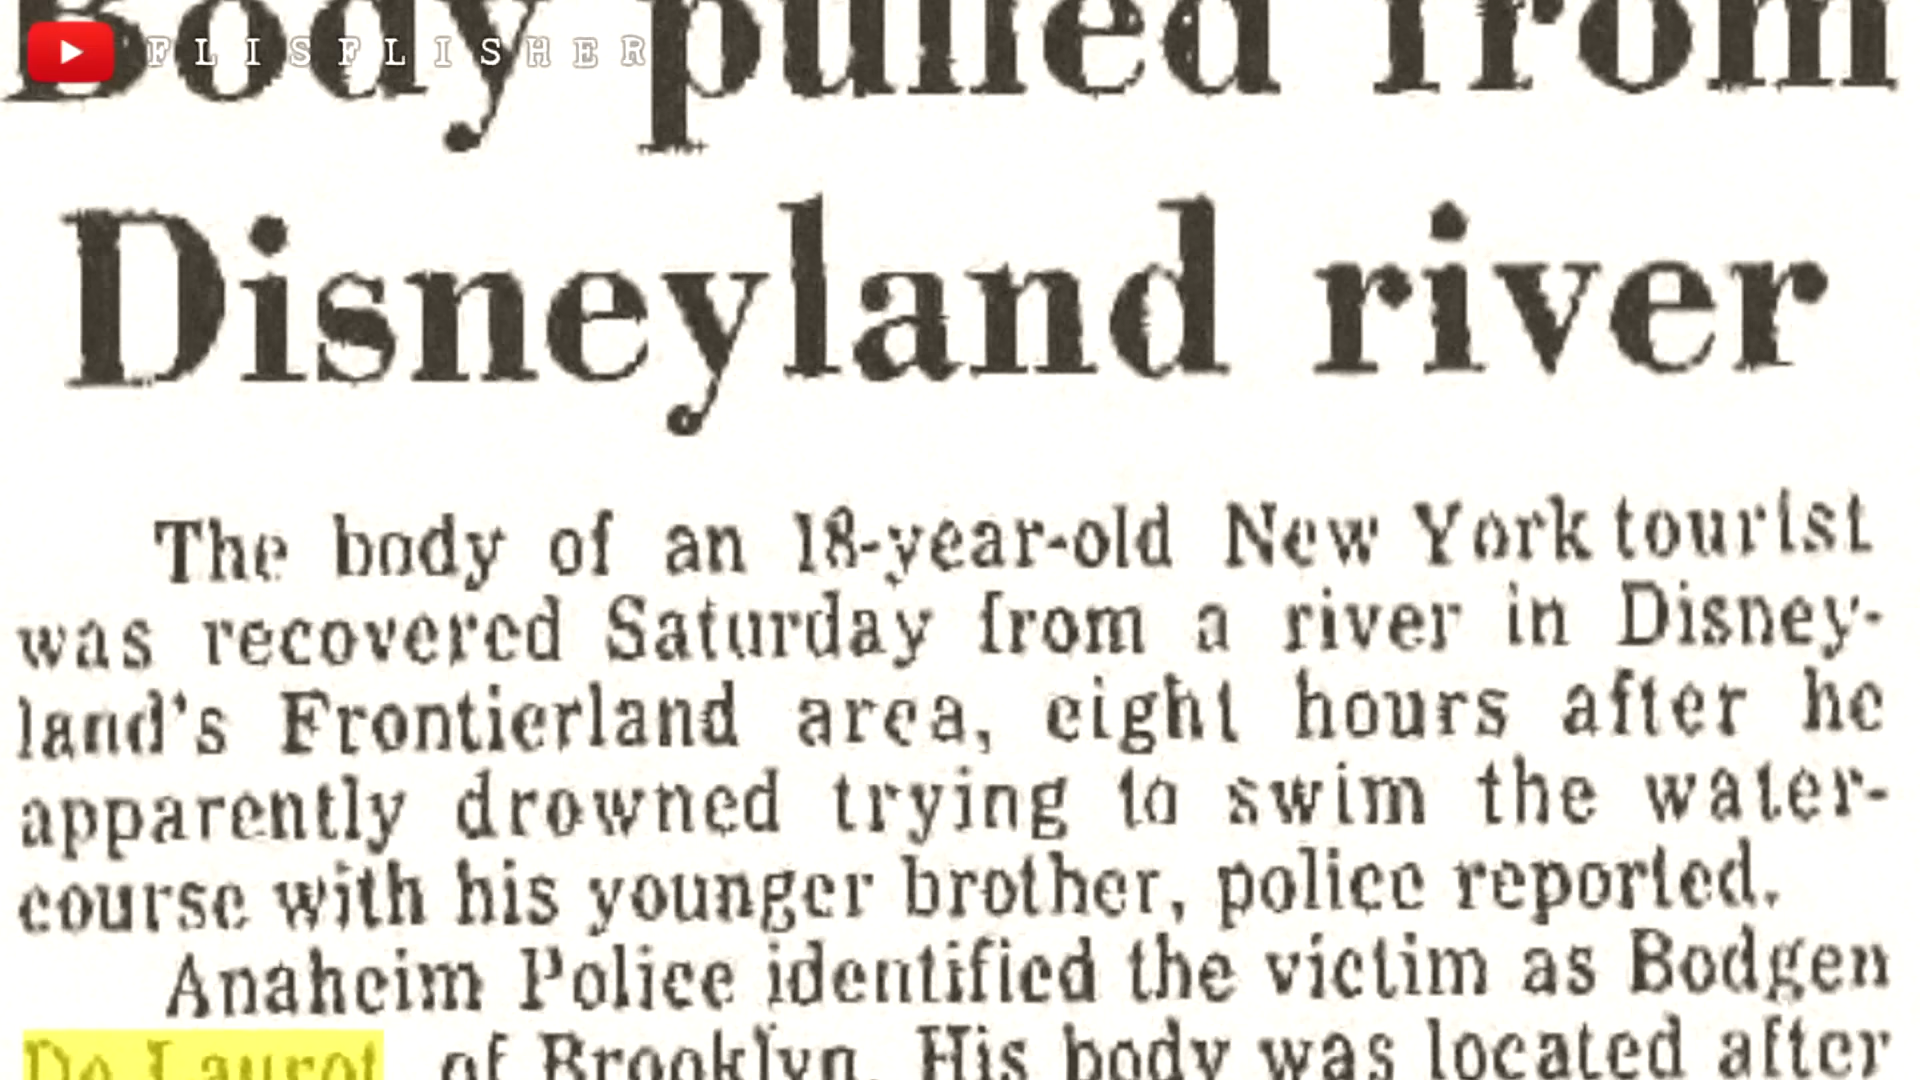 FLISFLISHER
Body pulled from
Disneyland river
The body of an 18-year-old New York tourist
was recovered Saturday from a river in Disney-
land's Frontierland area, eight hours after he
apparently drowned trying to swim the water-
course with his younger brother, police reported.
Anaheim Police identified the victim as Bodgen
De Laurot of Brooklyn. His body was located after